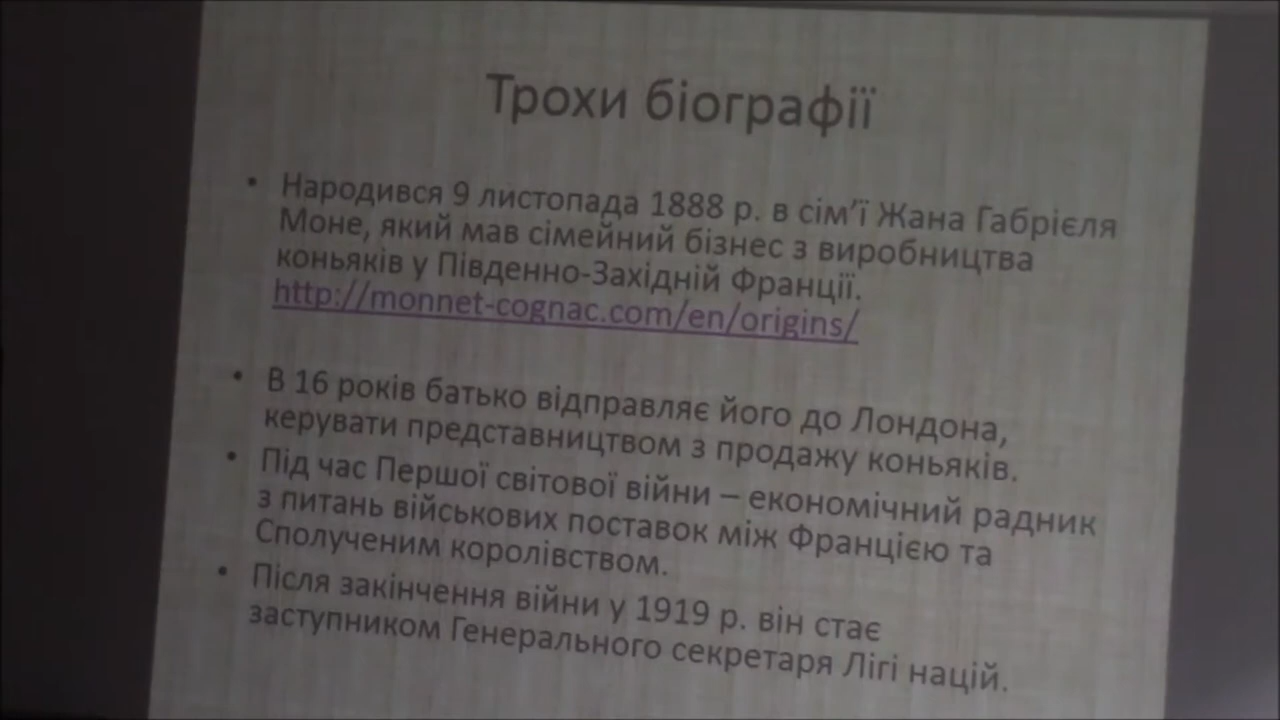 Трохи біографії
• Народився 9 листопада 1888 р. в сім’ї Жана Габрієля
Моне, який мав сімейний бізнес з виробництва
коньяків у Південно-Західній Франції.
http://monnet-cognac.com/en/origins/
• В 16 років батько відправляє його до Лондона,
керувати представництвом з продажу коньяків.
• Під час Першої світової війни – економічний радник
з питань військових поставок між Францією та
Сполученим королівством.
• Після закінчення війни у 1919 р. він стає
заступником Генерального секретаря Лігі націй.